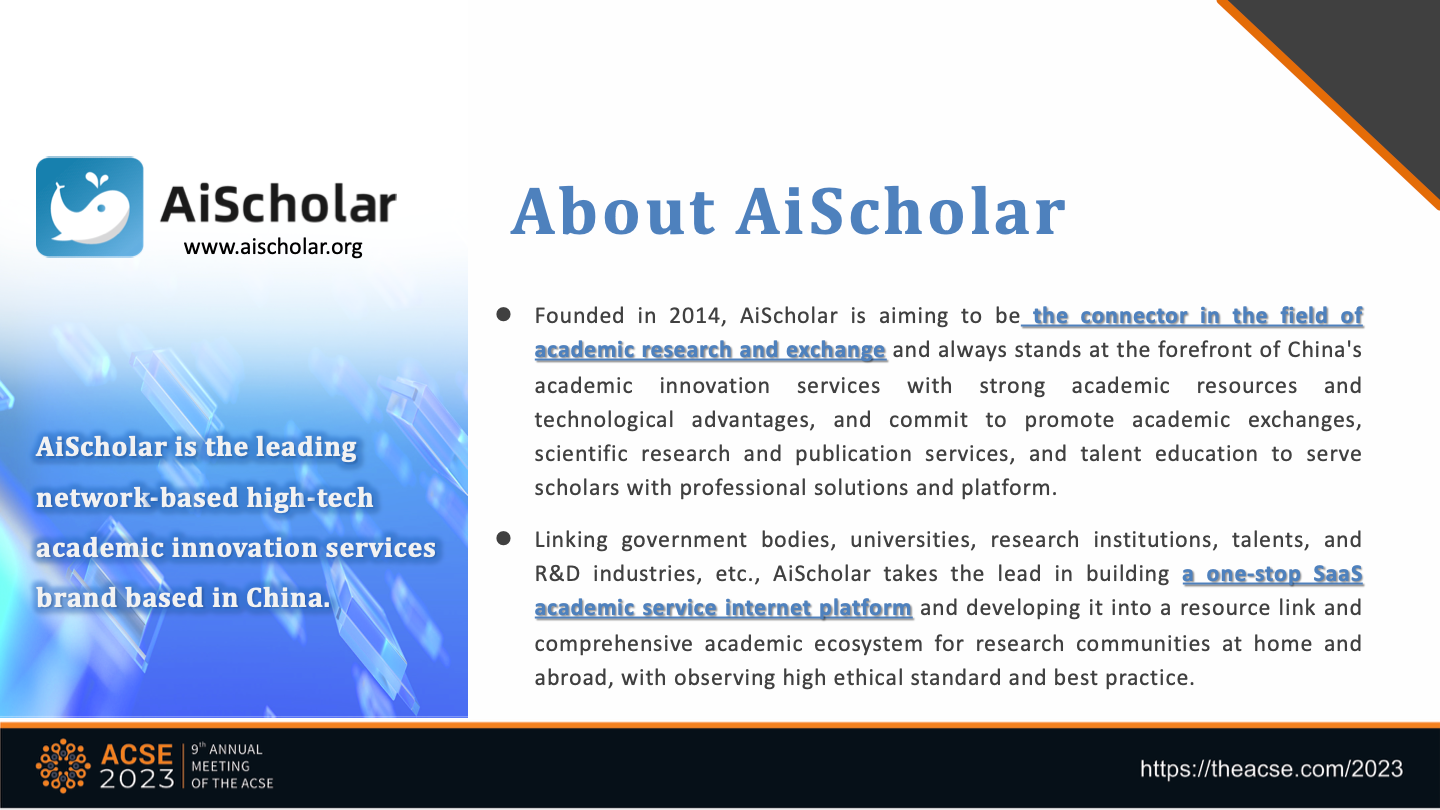 AiScholar
www.aischolar.org
AiScholar is the leading
network-based high-tech
academic innovation services
brand based in China.
About AiScholar
● Founded in 2014, AiScholar is aiming to be the connector in the field of
academic research and exchange and always stands at the forefront of China's
academic innovation services with strong academic resources and
technological advantages, and commit to promote academic exchanges,
scientific research and publication services, and talent education to serve
scholars with professional solutions and platform.
● Linking government bodies, universities, research institutions, talents, and
R&D industries, etc., AiScholar takes the lead in building a one-stop SaaS
academic service internet platform and developing it into a resource link and
comprehensive academic ecosystem for research communities at home and
abroad, with observing high ethical standard and best practice.
ACSE
2023
9th ANNUAL
MEETING
OF THE ACSE
https://theacse.com/2023